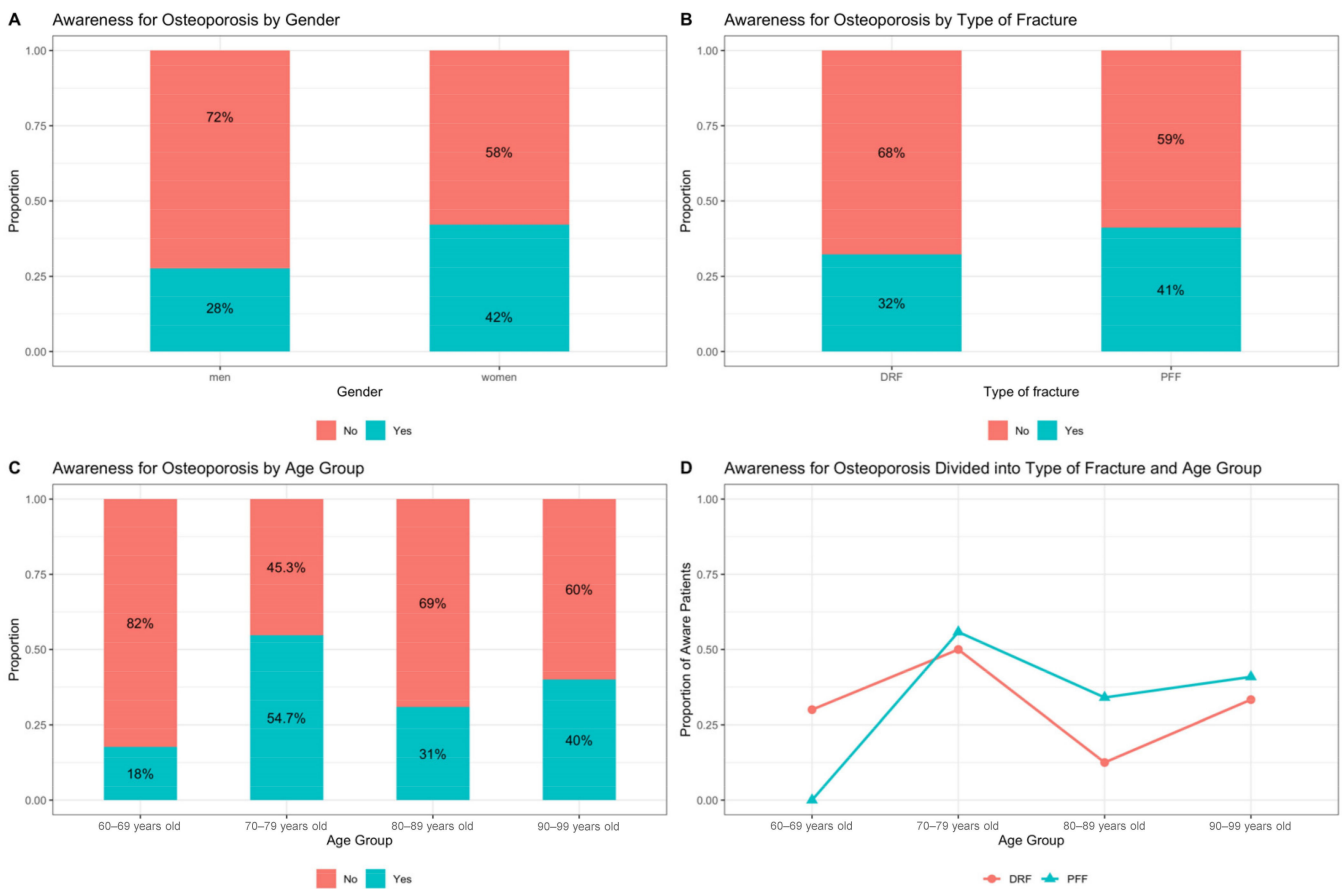 A Awareness for Osteoporosis by Gender
Proportion
1.00
0.75
0.50
0.25
0.00
72%
58%
28%
42%
men women
Gender
No Yes
B Awareness for Osteoporosis by Type of Fracture
Proportion
1.00
0.75
0.50
0.25
0.00
68%
59%
32%
41%
DRF PFF
Type of fracture
No Yes
C Awareness for Osteoporosis by Age Group
Proportion
1.00
0.75
0.50
0.25
0.00
82%
45.3%
69%
60%
18%
54.7%
31%
40%
60–69 years old 70–79 years old 80–89 years old 90–99 years old
Age Group
No Yes
D Awareness for Osteoporosis Divided into Type of Fracture and Age Group
Proportion of Aware Patients
1.00
0.75
0.50
0.25
0.00
60–69 years old 70–79 years old 80–89 years old 90–99 years old
Age Group
DRF PFF